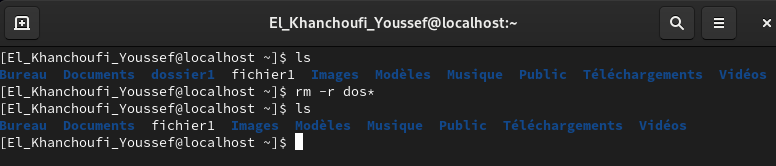 El_Khanchoufi_Youssef@localhost:~
[El_Khanchoufi_Youssef@localhost ~]$ ls
Bureau Documents dossier1 fichier1 Images Modèles Musique Public Téléchargements Vidéos
[El_Khanchoufi_Youssef@localhost ~]$ rm -r dos*
[El_Khanchoufi_Youssef@localhost ~]$ ls
Bureau Documents fichier1 Images Modèles Musique Public Téléchargements Vidéos
[El_Khanchoufi_Youssef@localhost ~]$